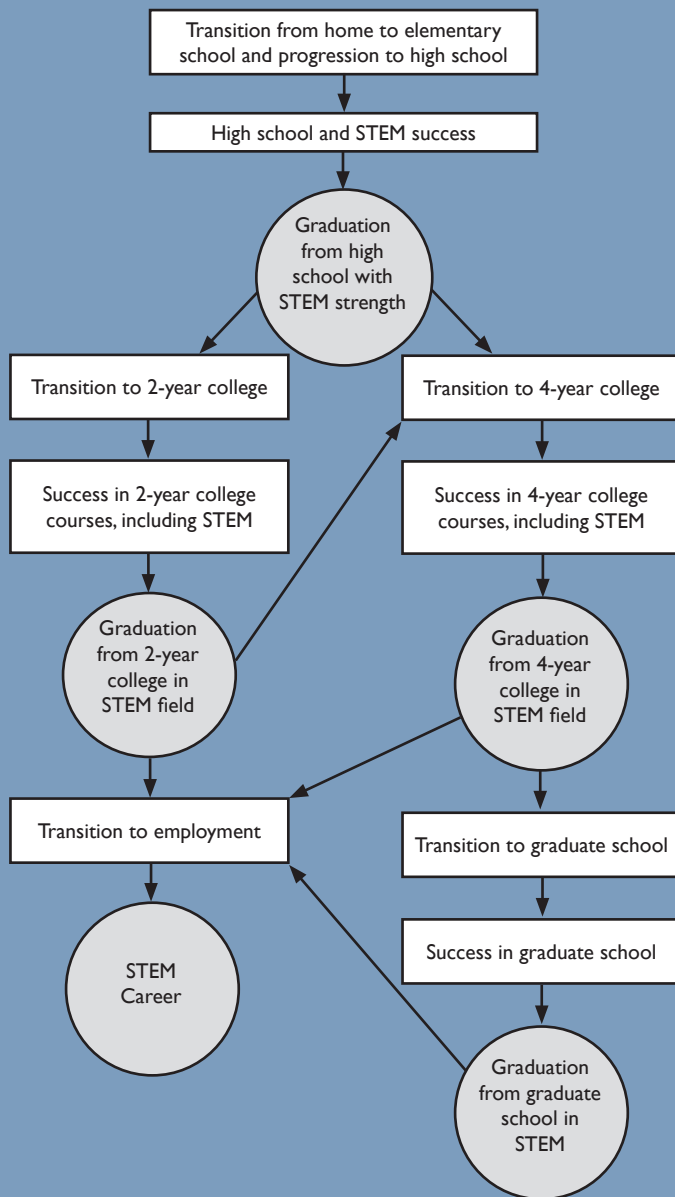 Transition from home to elementary
school and progression to high school
High school and STEM success
Graduation
from high
school with
STEM strength
Transition to 2-year college
Transition to 4-year college
Success in 2-year college
courses, including STEM
Success in 4-year college
courses, including STEM
Graduation
from 2-year
college in
STEM field
Graduation
from 4-year
college in
STEM field
Transition to employment
Transition to graduate school
Success in graduate school
STEM
Career
Graduation
from graduate
school in
STEM